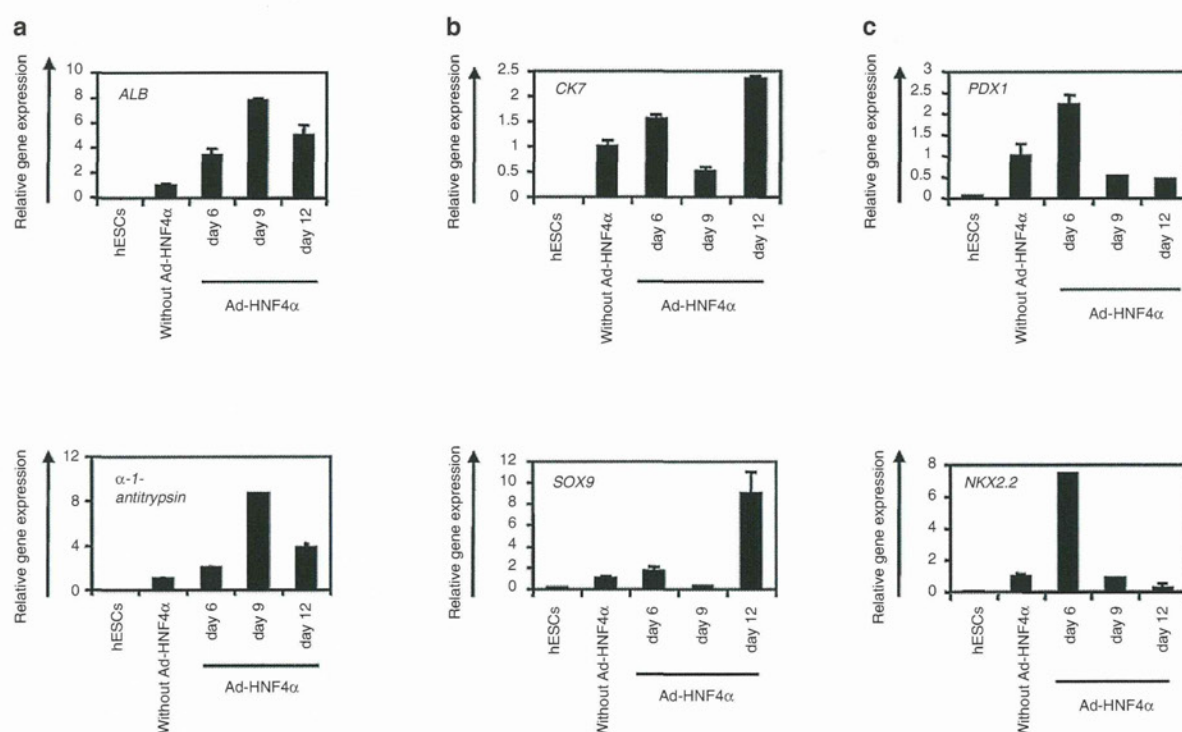 a
Relative gene expression
10
8
6
4
2
0
ALB
hESCs
Without Ad-HNF4α
day 6
day 9
day 12
Ad-HNF4α
b
Relative gene expression
2.5
2
1.5
1
0.5
0
CK7
hESCs
Without Ad-HNF4α
day 6
day 9
day 12
Ad-HNF4α
c
Relative gene expression
3
2.5
2
1.5
1
0.5
0
PDX1
hESCs
Without Ad-HNF4α
day 6
day 9
day 12
Ad-HNF4α
Relative gene expression
12
8
4
0
α-1-
antitrypsin
hESCs
Without Ad-HNF4α
day 6
day 9
day 12
Ad-HNF4α
Relative gene expression
12
10
8
6
4
2
0
SOX9
hESCs
Without Ad-HNF4α
day 6
day 9
day 12
Ad-HNF4α
Relative gene expression
8
6
4
2
0
NKX2.2
hESCs
Without Ad-HNF4α
day 6
day 9
day 12
Ad-HNF4α